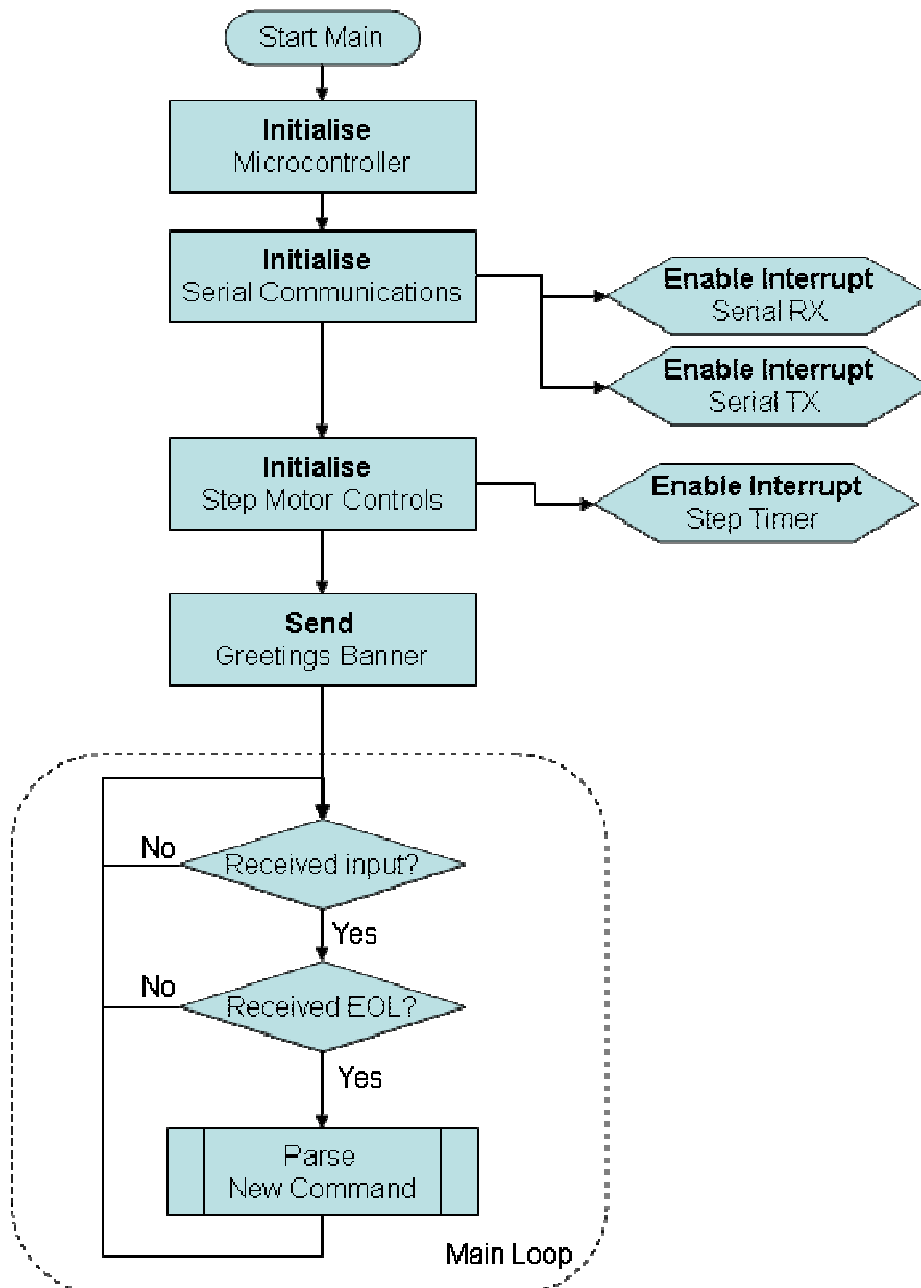 Start Main
Initialise
Microcontroller
Initialise
Serial Communications
Enable Interrupt
Serial RX
Enable Interrupt
Serial TX
Initialise
Step Motor Controls
Enable Interrupt
Step Timer
Send
Greetings Banner
No
Received input?
Yes
No
Received EOL?
Yes
Parse
New Command
Main Loop